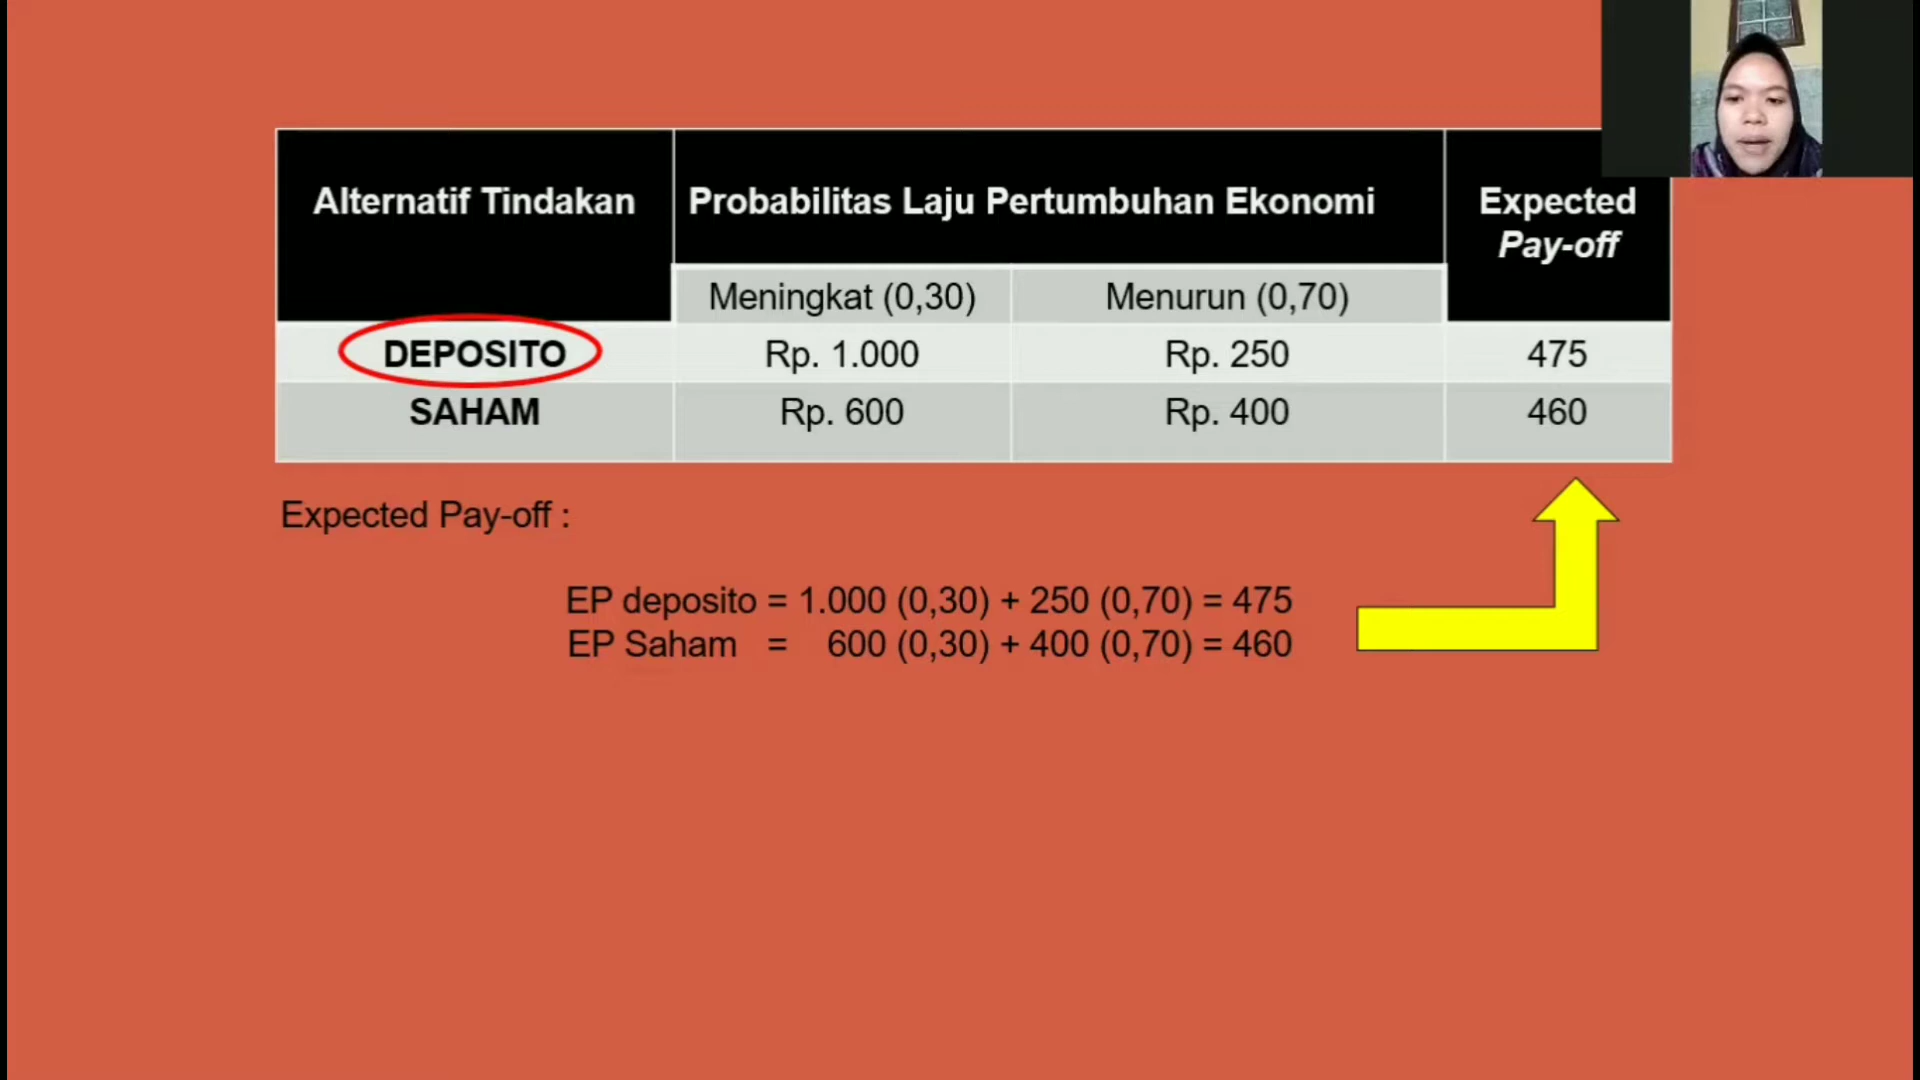 Alternatif Tindakan
Probabilitas Laju Pertumbuhan Ekonomi
Expected
Pay-off
Meningkat (0,30)
Menurun (0,70)
DEPOSITO
Rp. 1.000
Rp. 250
475
SAHAM
Rp. 600
Rp. 400
460
Expected Pay-off :
EP deposito = 1.000 (0,30) + 250 (0,70) = 475
EP Saham = 600 (0,30) + 400 (0,70) = 460